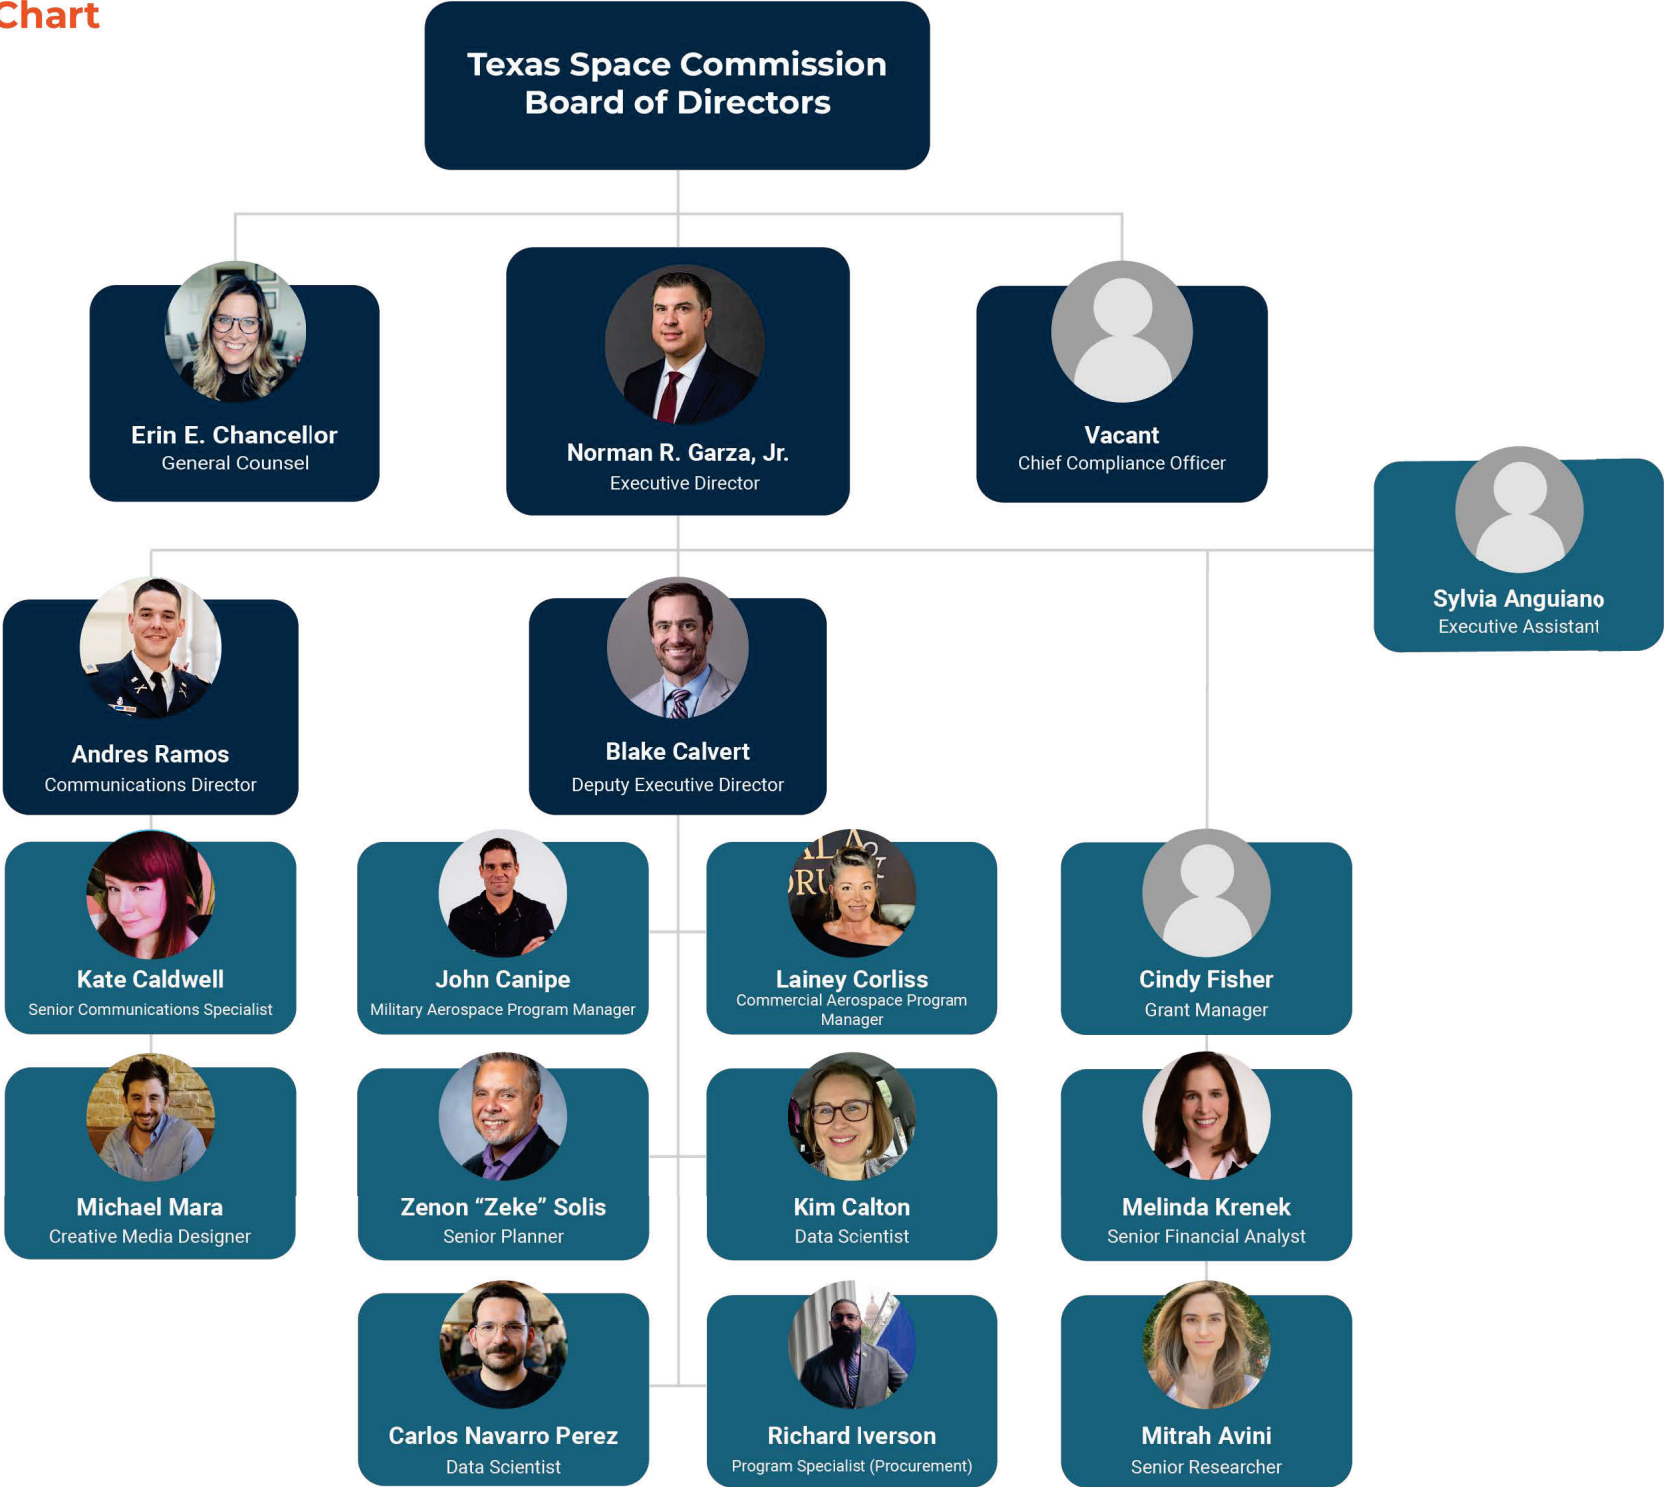 Chart
Texas Space Commission
Board of Directors
Erin E. Chancellor
General Counsel
Norman R. Garza, Jr.
Executive Director
Vacant
Chief Compliance Officer
Sylvia Anguiano
Executive Assistant
Andres Ramos
Communications Director
Blake Calvert
Deputy Executive Director
Kate Caldwell
Senior Communications Specialist
John Canipe
Military Aerospace Program Manager
Lainey Corliss
Commercial Aerospace Program
Manager
Cindy Fisher
Grant Manager
Michael Mara
Creative Media Designer
Zenon “Zeke” Solis
Senior Planner
Kim Calton
Data Scientist
Melinda Krenek
Senior Financial Analyst
Carlos Navarro Perez
Data Scientist
Richard Iverson
Program Specialist (Procurement)
Mitrah Avini
Senior Researcher